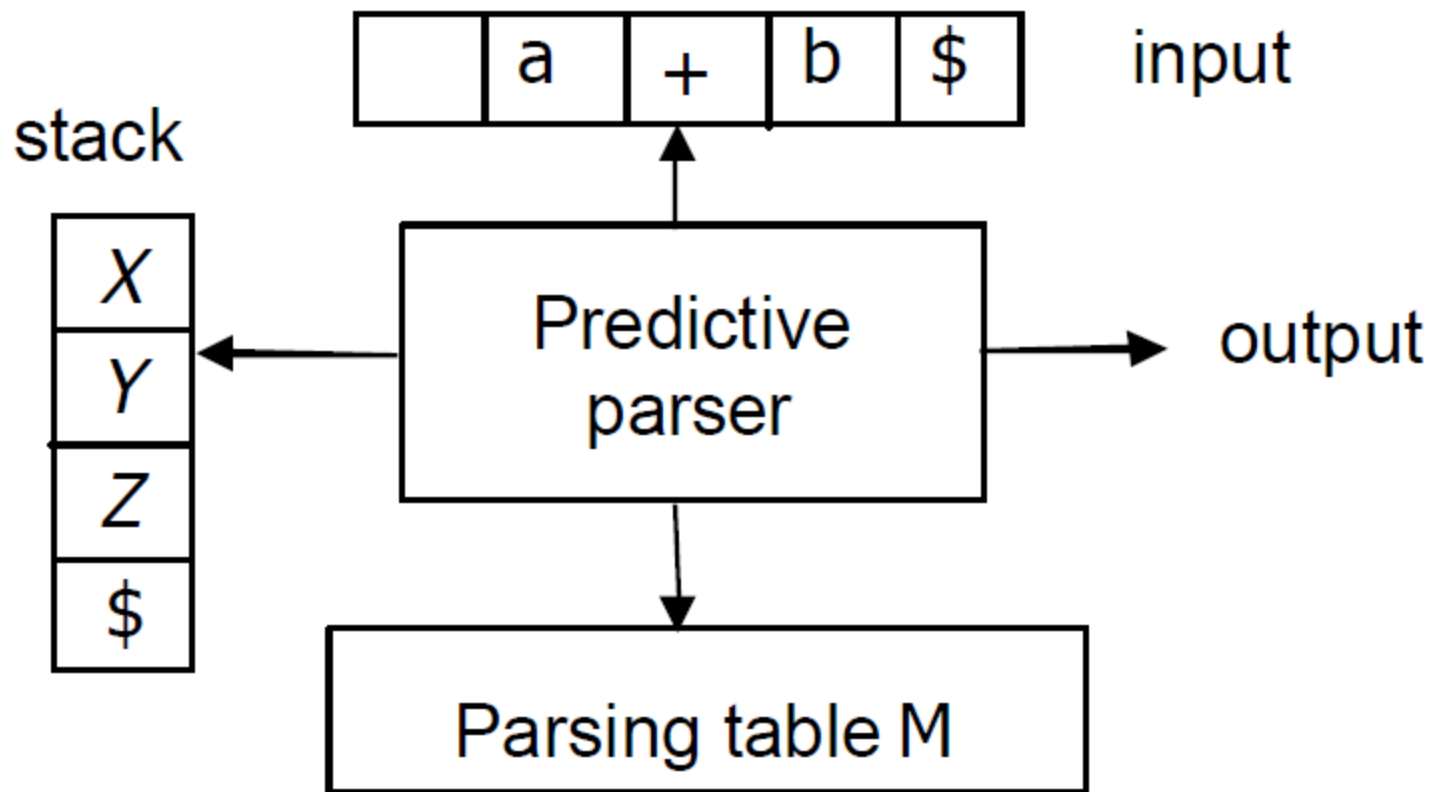 a + b $ input
stack
X
Y
Z
$
Predictive
parser
output
Parsing table M